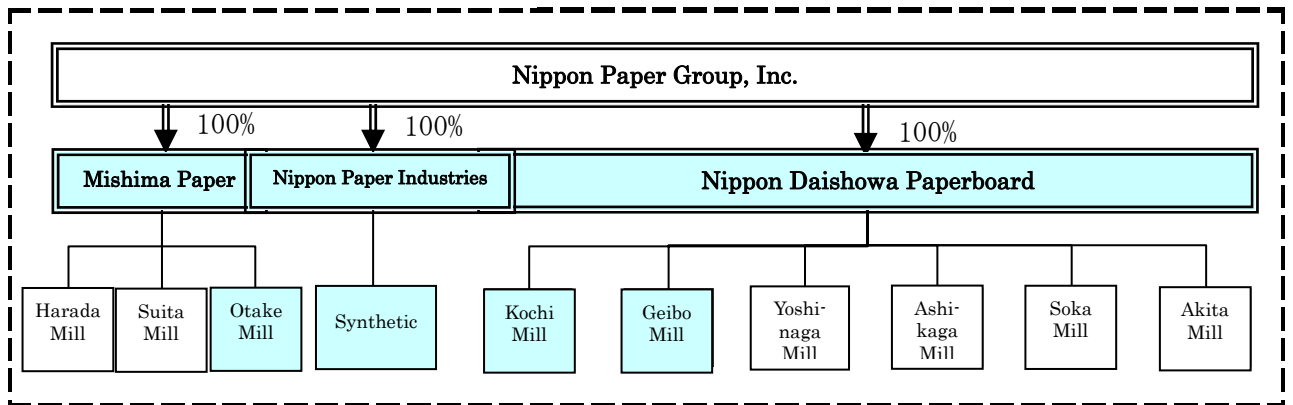 Nippon Paper Group, Inc.
100%
100%
100%
Mishima Paper
Nippon Paper Industries
Nippon Daishowa Paperboard
Harada
Mill
Suita
Mill
Otake
Mill
Synthetic
Kochi
Mill
Geibo
Mill
Yoshi-
naga
Mill
Ashi-
kaga
Mill
Soka
Mill
Akita
Mill